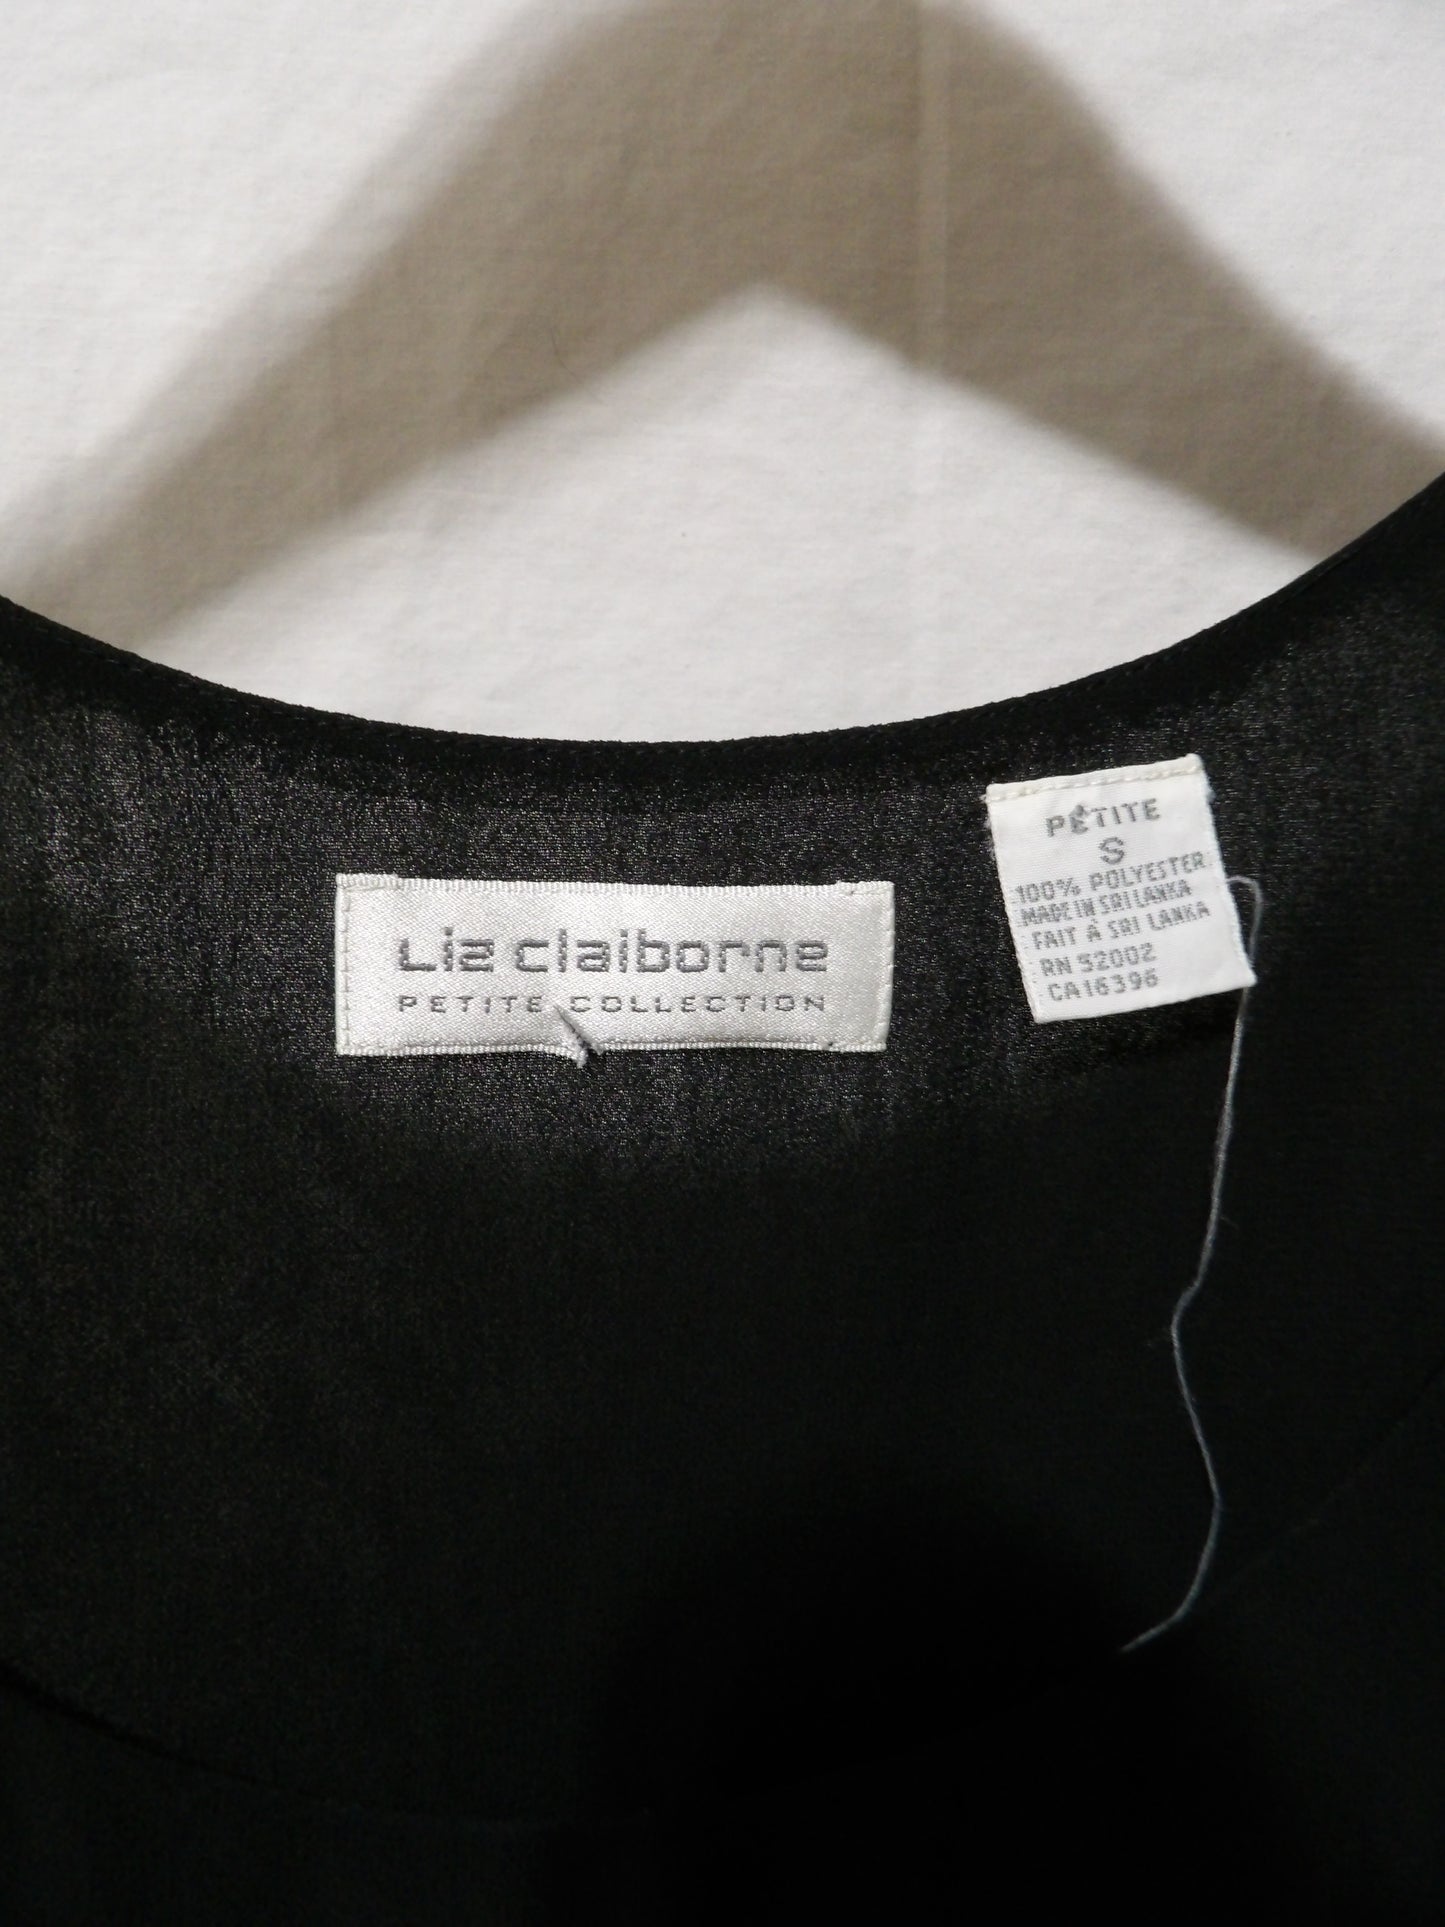 Liz claiborne
PETITE COLLECTION
PETITE
S
100% POLYESTER
MADE IN SRI LANKA
FAIT À SRI LANKA
RN 52002
CA16396